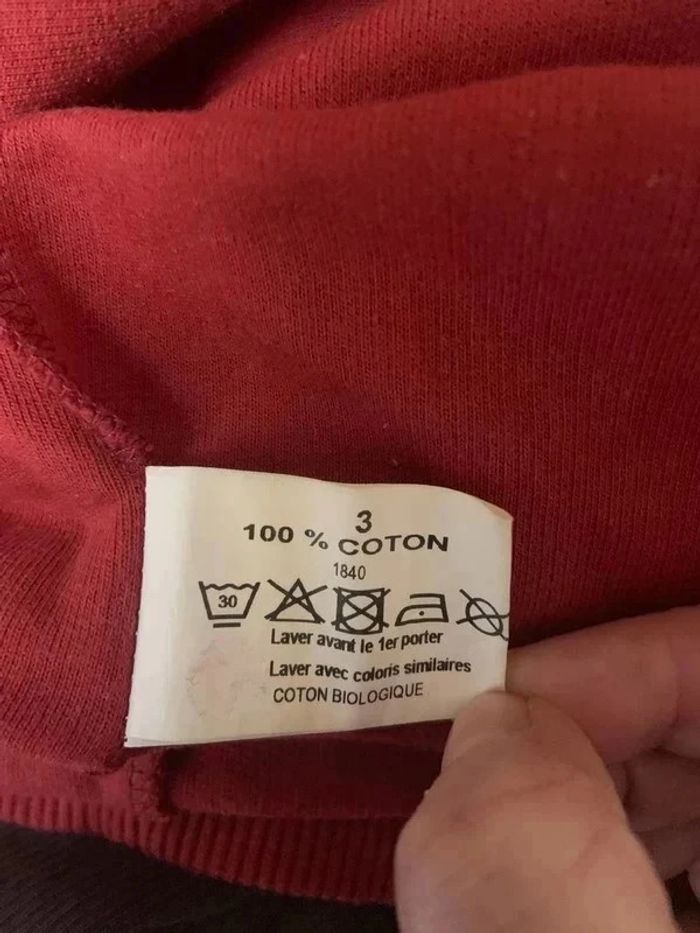 3
100 % COTON
1840
30
Laver avant le 1er porter
Laver avec coloris similaires
COTON BIOLOGIQUE